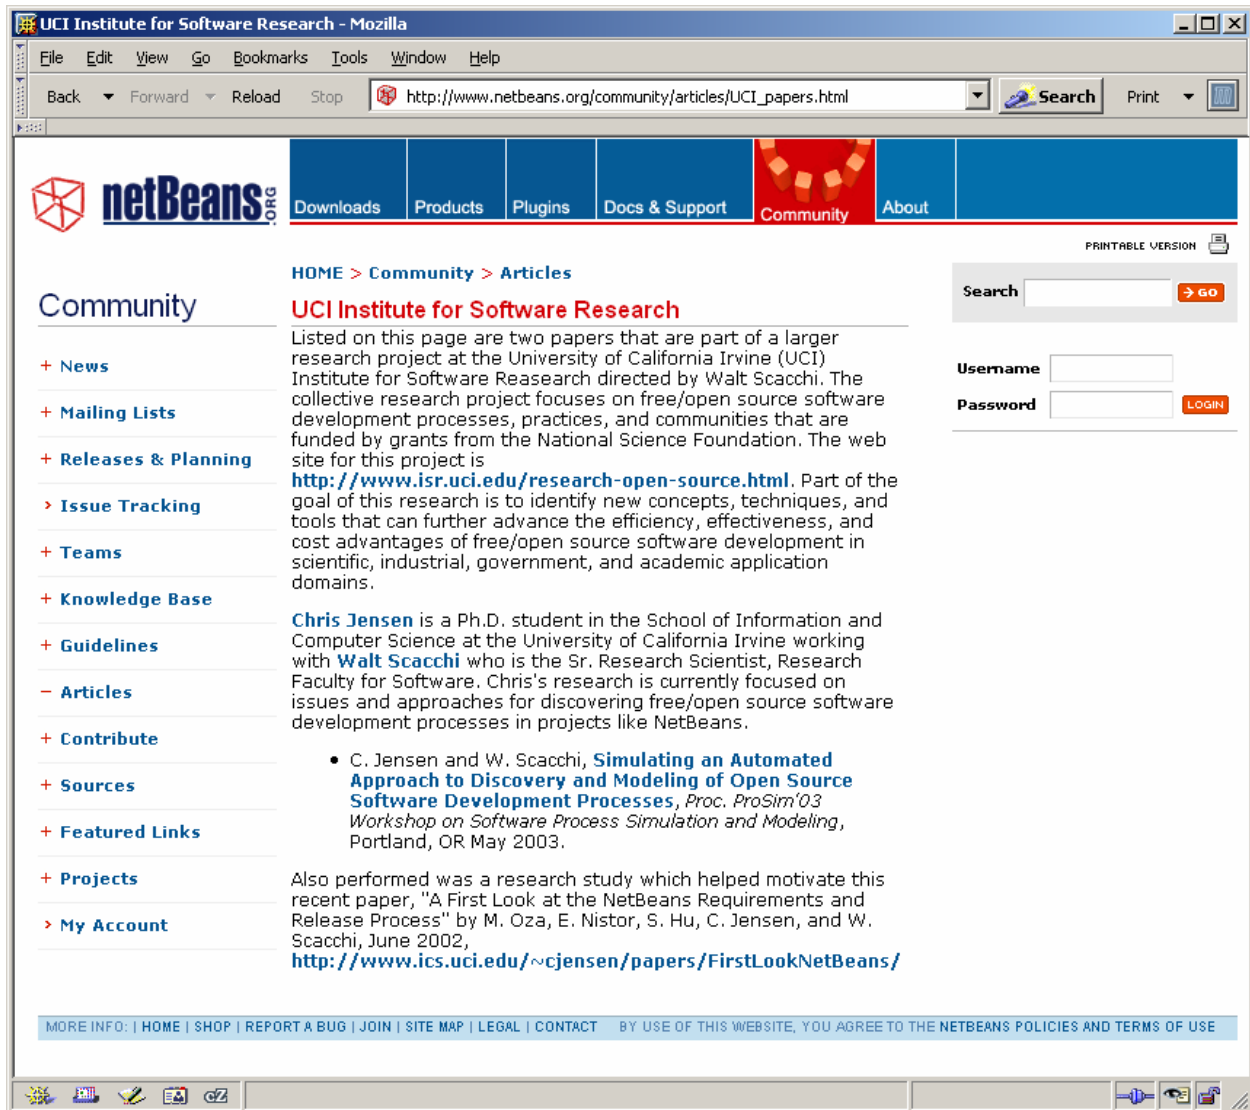 UCI Institute for Software Research - Mozilla
File Edit View Go Bookmarks Tools Window Help
Back Forward Reload Stop http://www.netbeans.org/community/articles/UCI_papers.html Search Print
netBeans.ORG
Downloads Products Plugins Docs & Support Community About
PRINTABLE VERSION
HOME > Community > Articles
Search GO
Community
UCI Institute for Software Research
Listed on this page are two papers that are part of a larger
research project at the University of California Irvine (UCI)
Institute for Software Reasearch directed by Walt Scacchi. The
collective research project focuses on free/open source software
development processes, practices, and communities that are
funded by grants from the National Science Foundation. The web
site for this project is
http://www.isr.uci.edu/research-open-source.html. Part of the
goal of this research is to identify new concepts, techniques, and
tools that can further advance the efficiency, effectiveness, and
cost advantages of free/open source software development in
scientific, industrial, government, and academic application
domains.
Chris Jensen is a Ph.D. student in the School of Information and
Computer Science at the University of California Irvine working
with Walt Scacchi who is the Sr. Research Scientist, Research
Faculty for Software. Chris's research is currently focused on
issues and approaches for discovering free/open source software
development processes in projects like NetBeans.
• C. Jensen and W. Scacchi, Simulating an Automated
Approach to Discovery and Modeling of Open Source
Software Development Processes, Proc. ProSim'03
Workshop on Software Process Simulation and Modeling,
Portland, OR May 2003.
Also performed was a research study which helped motivate this
recent paper, "A First Look at the NetBeans Requirements and
Release Process" by M. Oza, E. Nistor, S. Hu, C. Jensen, and W.
Scacchi, June 2002,
http://www.ics.uci.edu/~cjensen/papers/FirstLookNetBeans/
+ News
+ Mailing Lists
+ Releases & Planning
> Issue Tracking
+ Teams
+ Knowledge Base
+ Guidelines
− Articles
+ Contribute
+ Sources
+ Featured Links
+ Projects
> My Account
Username
Password LOGIN
MORE INFO: | HOME | SHOP | REPORT A BUG | JOIN | SITE MAP | LEGAL | CONTACT BY USE OF THIS WEBSITE, YOU AGREE TO THE NETBEANS POLICIES AND TERMS OF USE
cZ